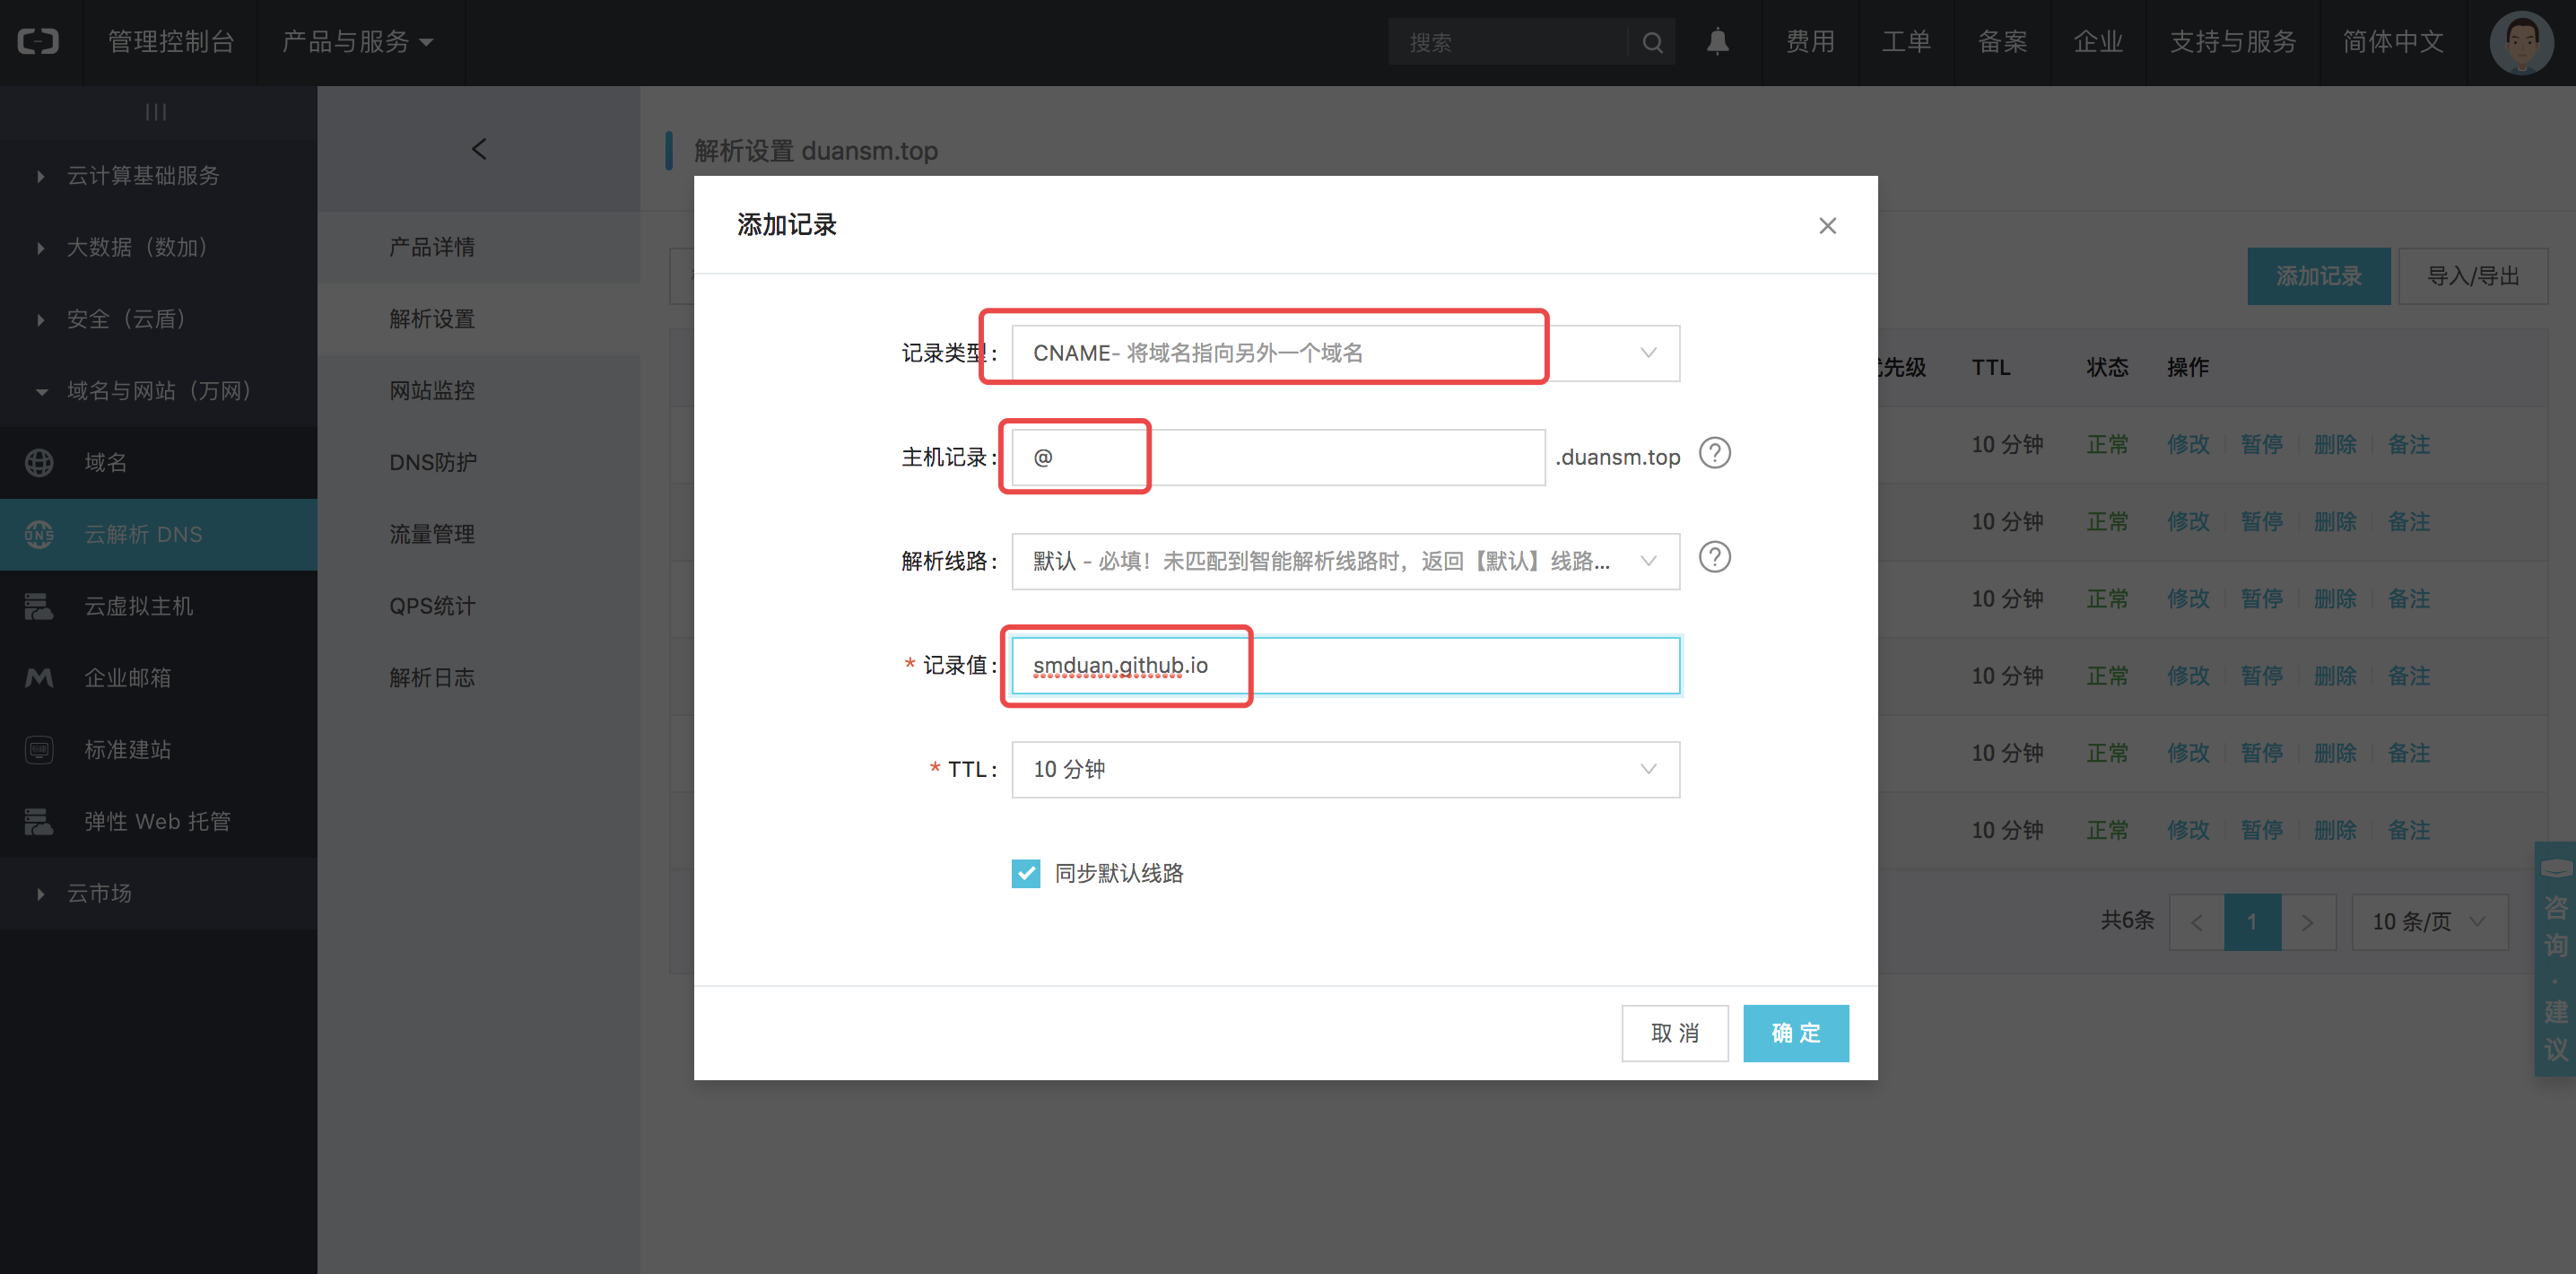 管理控制台
产品与服务
搜索
费用
工单
备案
企业
支持与服务
简体中文
云计算基础服务
大数据（数加）
安全（云盾）
域名与网站（万网）
域名
DNS
云解析 DNS
云虚拟主机
企业邮箱
标准建站
弹性 Web 托管
云市场
产品详情
解析设置
网站监控
DNS防护
流量管理
QPS统计
解析日志
解析设置 duansm.top
添加记录
记录类型：
CNAME- 将域名指向另外一个域名
主机记录：
@
.duansm.top
?
解析线路：
默认 - 必填！未匹配到智能解析线路时，返回【默认】线路...
?
* 记录值：
smduan.github.io
* TTL：
10 分钟
同步默认线路
取 消
确 定
添加记录
导入/导出
先级 TTL 状态 操作
10 分钟 正常 修改 暂停 删除 备注
10 分钟 正常 修改 暂停 删除 备注
10 分钟 正常 修改 暂停 删除 备注
10 分钟 正常 修改 暂停 删除 备注
10 分钟 正常 修改 暂停 删除 备注
10 分钟 正常 修改 暂停 删除 备注
共6条 < 1 > 10 条/页
咨询·建议